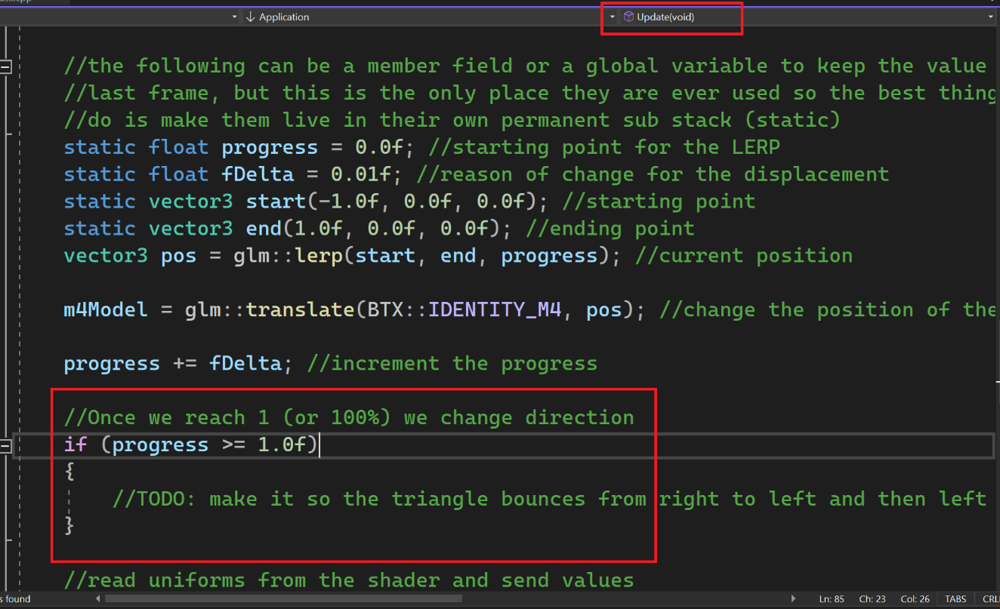 Application
Update(void)
//the following can be a member field or a global variable to keep the value
//last frame, but this is the only place they are ever used so the best thing
//do is make them live in their own permanent sub stack (static)
static float progress = 0.0f; //starting point for the LERP
static float fDelta = 0.01f; //reason of change for the displacement
static vector3 start(-1.0f, 0.0f, 0.0f); //starting point
static vector3 end(1.0f, 0.0f, 0.0f); //ending point
vector3 pos = glm::lerp(start, end, progress); //current position
m4Model = glm::translate(BTX::IDENTITY_M4, pos); //change the position of the
progress += fDelta; //increment the progress
//Once we reach 1 (or 100%) we change direction
if (progress >= 1.0f)
{
//TODO: make it so the triangle bounces from right to left and then left
}
//read uniforms from the shader and send values
s found
Ln: 85 Ch: 23 Col: 26 TABS CRL